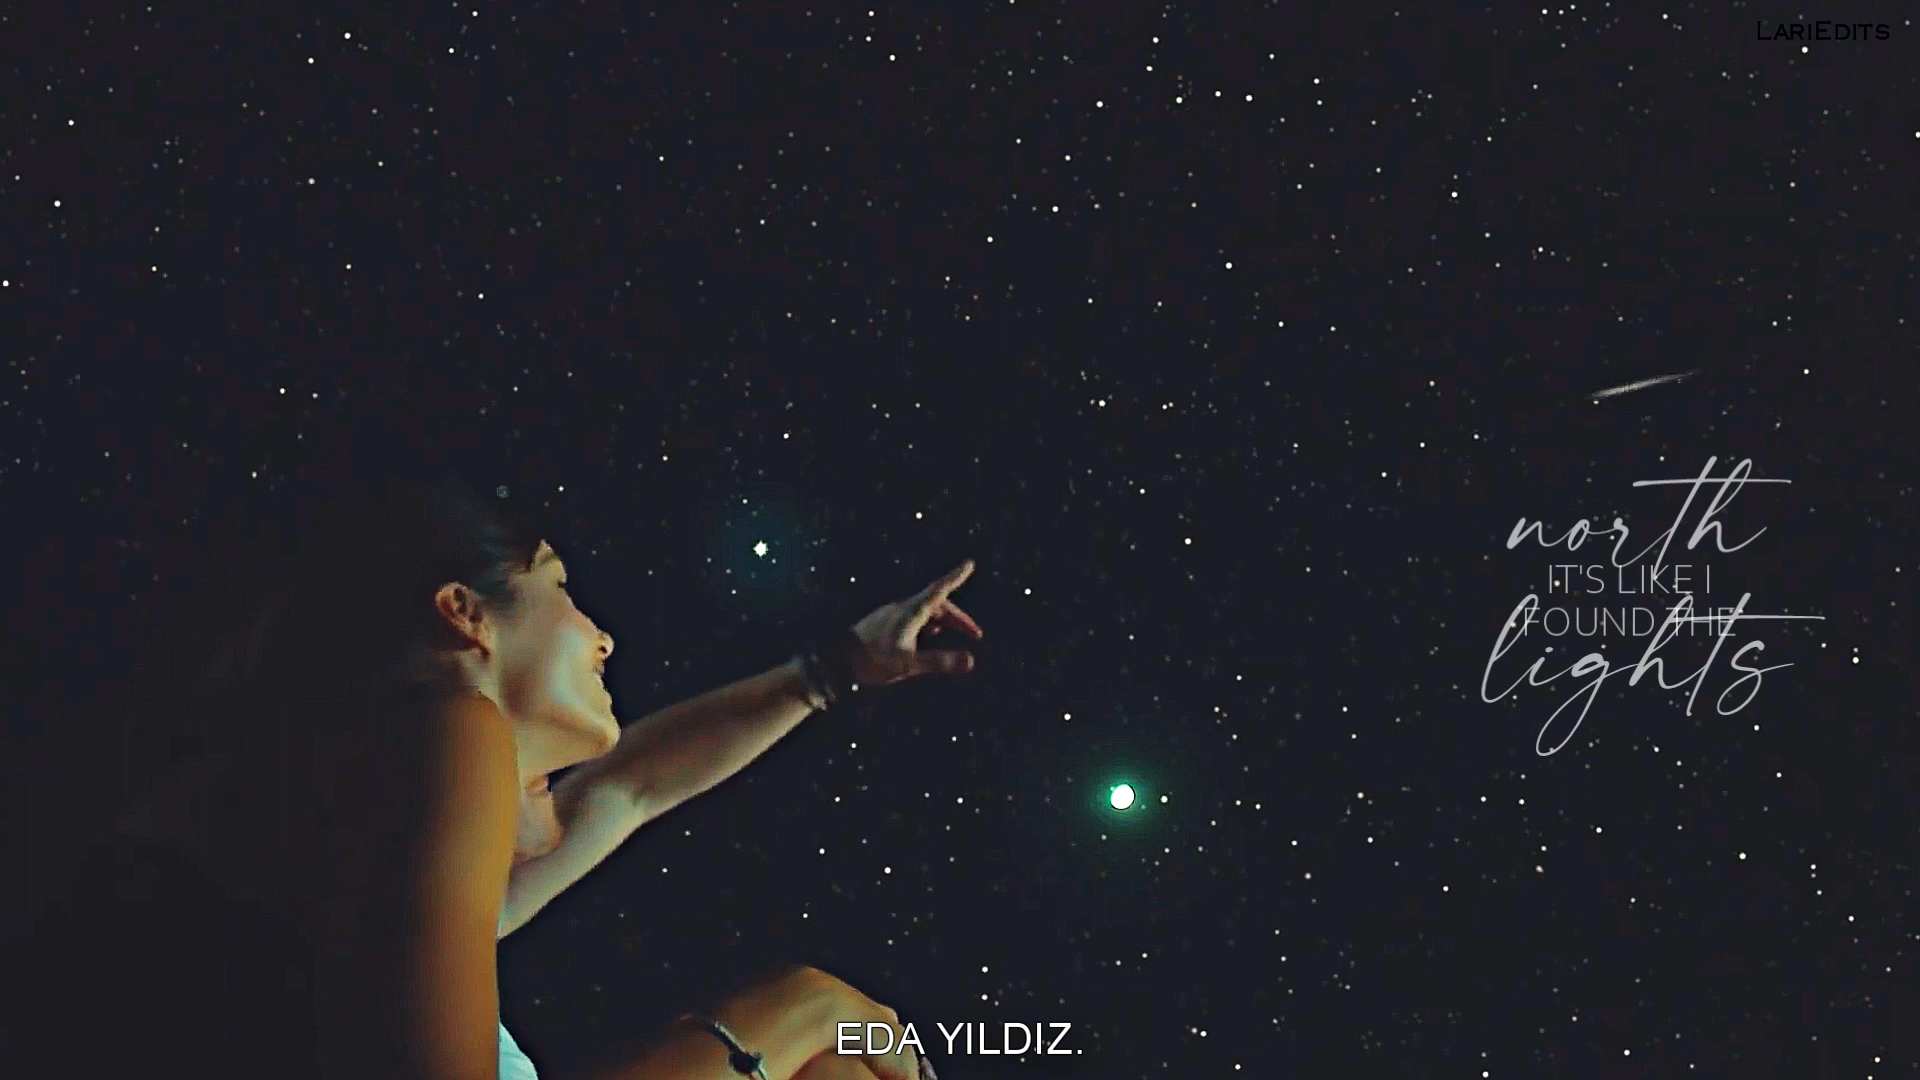 LARIEDITS
north
IT'S LIKE I
FOUND THE
lights
EDA YILDIZ.